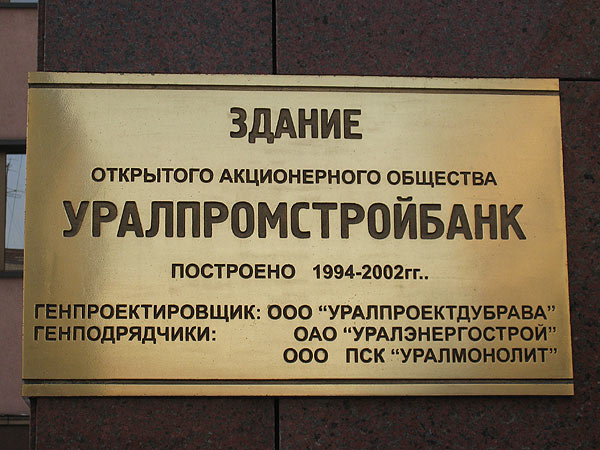 ЗДАНИЕ
ОТКРЫТОГО АКЦИОНЕРНОГО ОБЩЕСТВА
УРАЛПРОМСТРОЙБАНК
ПОСТРОЕНО 1994-2002гг..
ГЕНПРОЕКТИРОВЩИК: ООО “УРАЛПРОЕКТДУБРАВА”
ГЕНПОДРЯДЧИКИ: ОАО “УРАЛЭНЕРГОСТРОЙ”
ООО ПСК “УРАЛМОНОЛИТ”